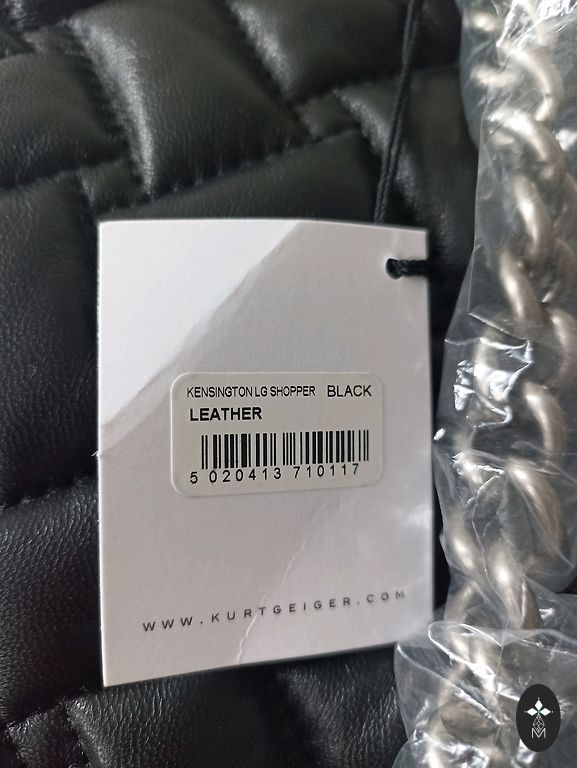 KENSINGTON LG SHOPPER BLACK
LEATHER
5 020413 710117
WWW.KURTGEIGER.COM
M